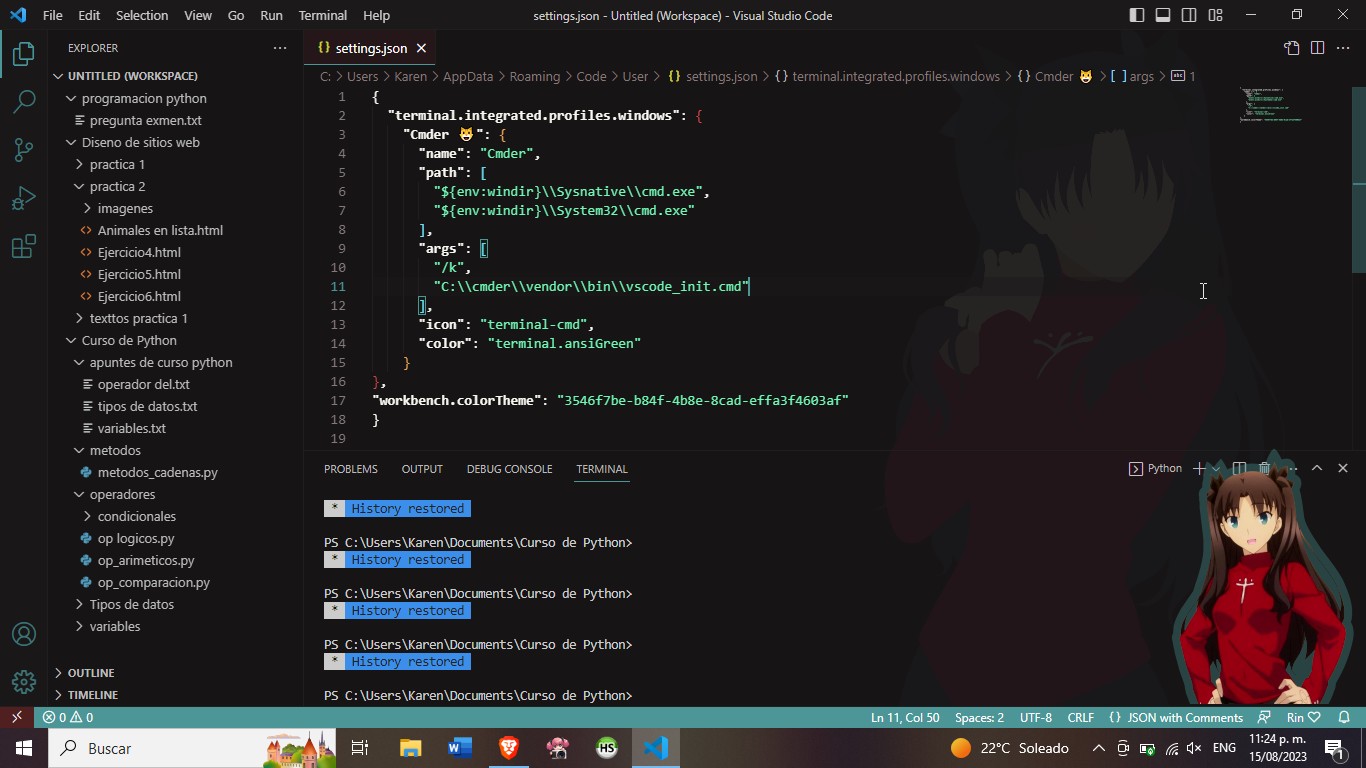 File Edit Selection View Go Run Terminal Help
settings.json - Untitled (Workspace) - Visual Studio Code
EXPLORER
UNTITLED (WORKSPACE)
programacion python
pregunta exmen.txt
Diseno de sitios web
practica 1
practica 2
imagenes
Animales en lista.html
Ejercicio4.html
Ejercicio5.html
Ejercicio6.html
texttos practica 1
Curso de Python
apuntes de curso python
operador del.txt
tipos de datos.txt
variables.txt
metodos
metodos_cadenas.py
operadores
condicionales
op logicos.py
op_arimeticos.py
op_comparacion.py
Tipos de datos
variables
OUTLINE
TIMELINE
{} settings.json
C: > Users > Karen > AppData > Roaming > Code > User > {} settings.json > {} terminal.integrated.profiles.windows > {} Cmder 😺 > [ ] args > abc 1
1 {
2 "terminal.integrated.profiles.windows": {
3 "Cmder 😺": {
4 "name": "Cmder",
5 "path": [
6 "${env:windir}\\Sysnative\\cmd.exe",
7 "${env:windir}\\System32\\cmd.exe"
8 ],
9 "args": [
10 "/k",
11 "C:\\cmder\\vendor\\bin\\vscode_init.cmd"
12 ],
13 "icon": "terminal-cmd",
14 "color": "terminal.ansiGreen"
15 }
16 },
17 "workbench.colorTheme": "3546f7be-b84f-4b8e-8cad-effa3f4603af"
18 }
19
PROBLEMS OUTPUT DEBUG CONSOLE TERMINAL
Python
* History restored
PS C:\Users\Karen\Documents\Curso de Python>
* History restored
PS C:\Users\Karen\Documents\Curso de Python>
* History restored
PS C:\Users\Karen\Documents\Curso de Python>
* History restored
PS C:\Users\Karen\Documents\Curso de Python>
0 0
Ln 11, Col 50 Spaces: 2 UTF-8 CRLF {} JSON with Comments Rin ♡
Buscar
W
HS
22°C Soleado
ENG
11:24 p. m.
15/08/2023
1